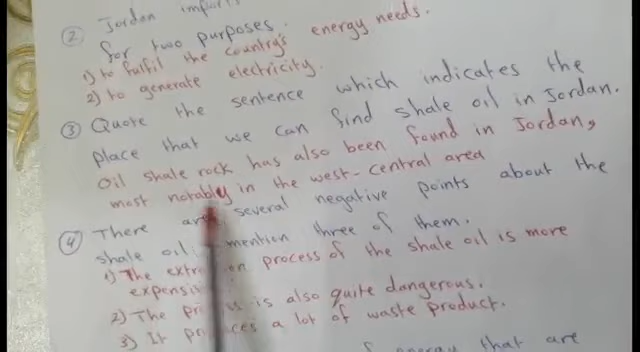 ② Jordan imports
for two purposes.
1) to fulfil the country's energy needs.
2) to generate electricity.
③ Quote the sentence which indicates the
place that we can find shale oil in Jordan.
Oil shale rock has also been found in Jordan,
most notably in the west-central area
④ There are several negative points about the
shale oil mention three of them.
1) The process of the shale oil is more
2) The is also quite dangerous.
3) It a lot of waste product.
energy that are